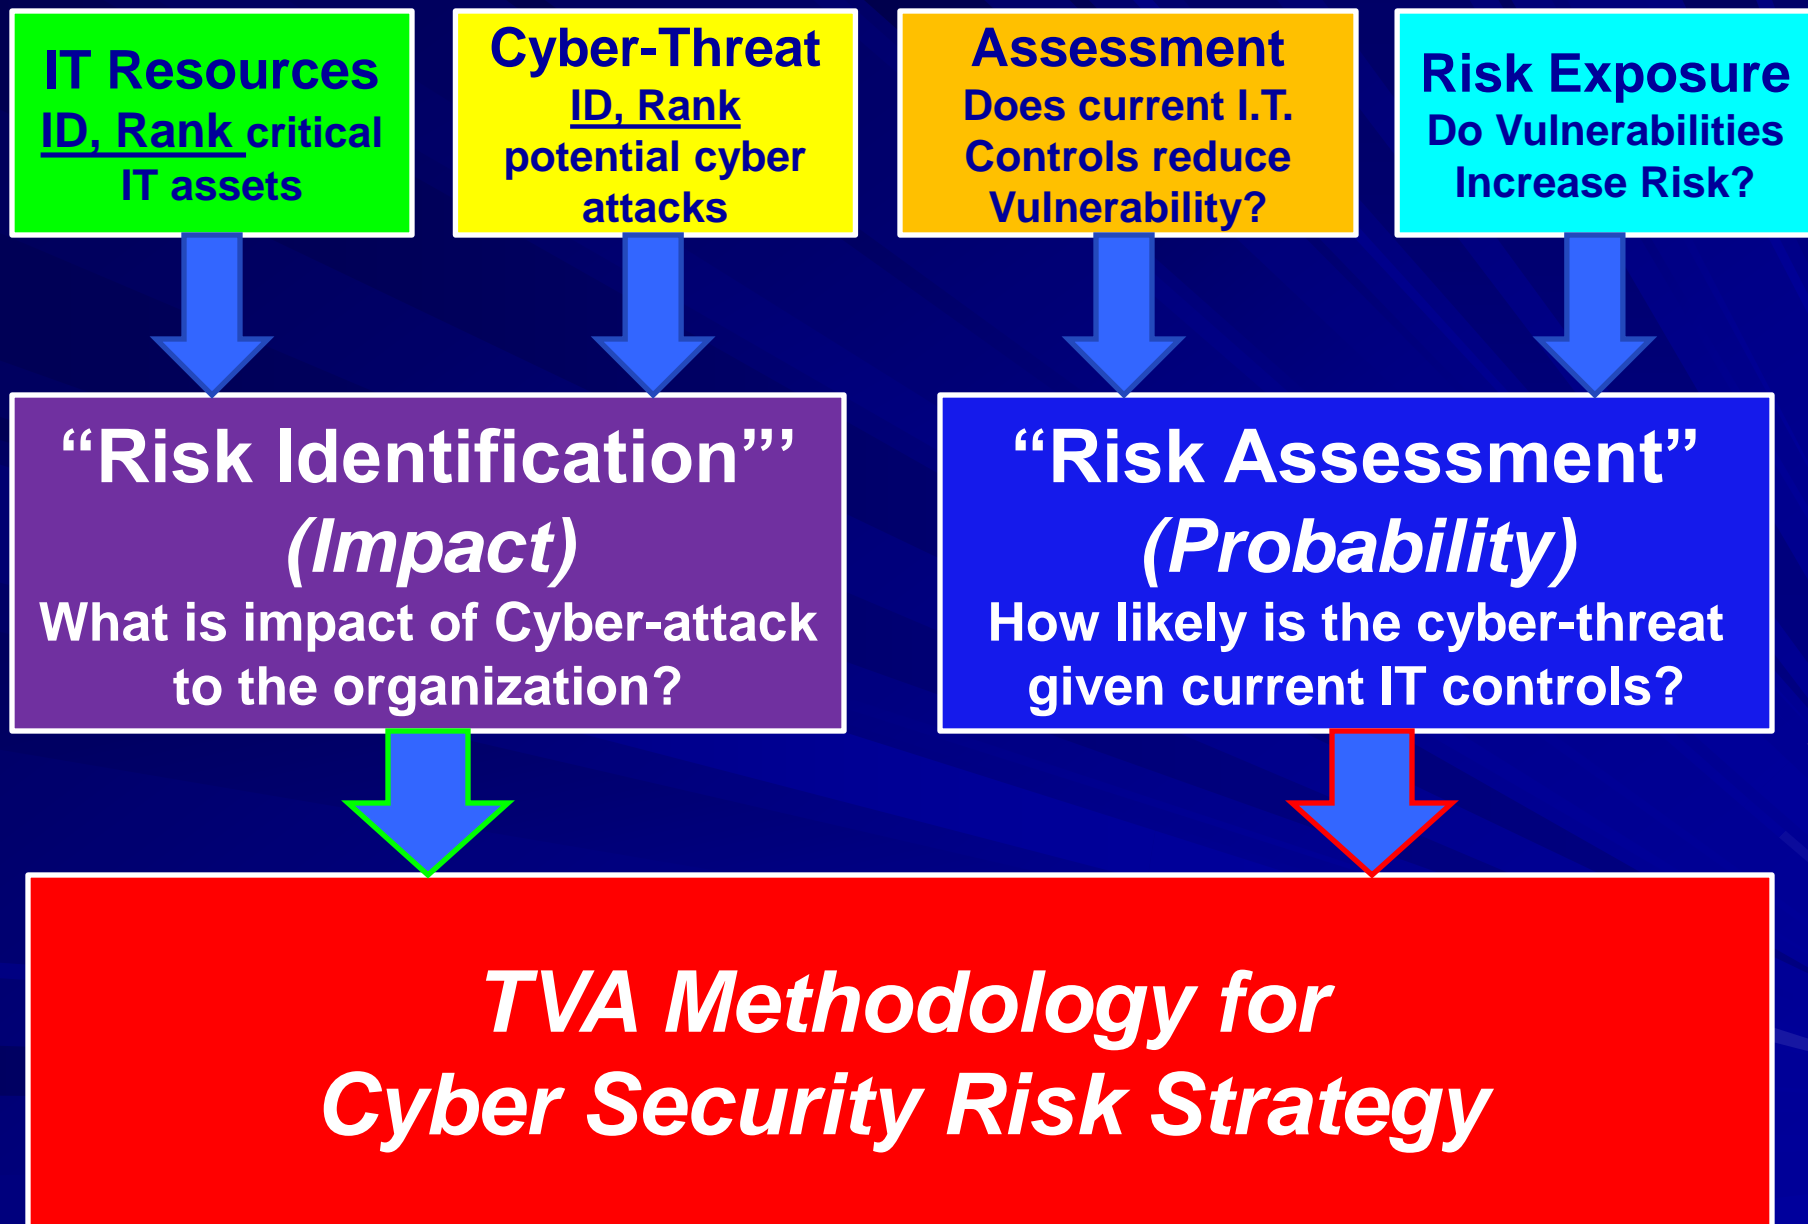 IT Resources
ID, Rank critical
IT assets
Cyber-Threat
ID, Rank
potential cyber
attacks
Assessment
Does current I.T.
Controls reduce
Vulnerability?
Risk Exposure
Do Vulnerabilities
Increase Risk?
“Risk Identification”’
(Impact)
What is impact of Cyber-attack
to the organization?
“Risk Assessment”
(Probability)
How likely is the cyber-threat
given current IT controls?
TVA Methodology for
Cyber Security Risk Strategy